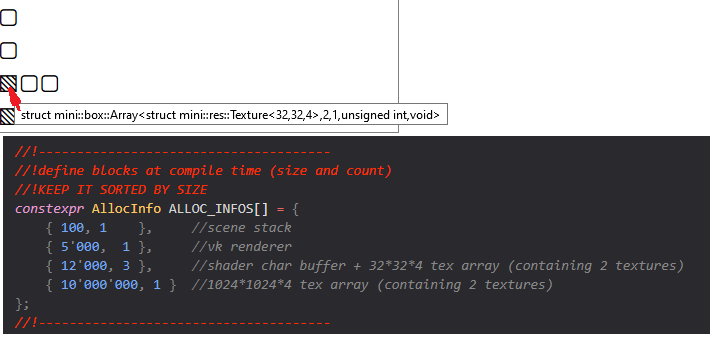 struct mini::box::Array<struct mini::res::Texture<32,32,4>,2,1,unsigned int,void>
//!-------------------------------------
//!define blocks at compile time (size and count)
//!KEEP IT SORTED BY SIZE
constexpr AllocInfo ALLOC_INFOS[] = {
{ 100, 1    },     //scene stack
{ 5'000,  1 },     //vk renderer
{ 12'000, 3 },     //shader char buffer + 32*32*4 tex array (containing 2 textures)
{ 10'000'000, 1 }  //1024*1024*4 tex array (containing 2 textures)
};
//!-------------------------------------